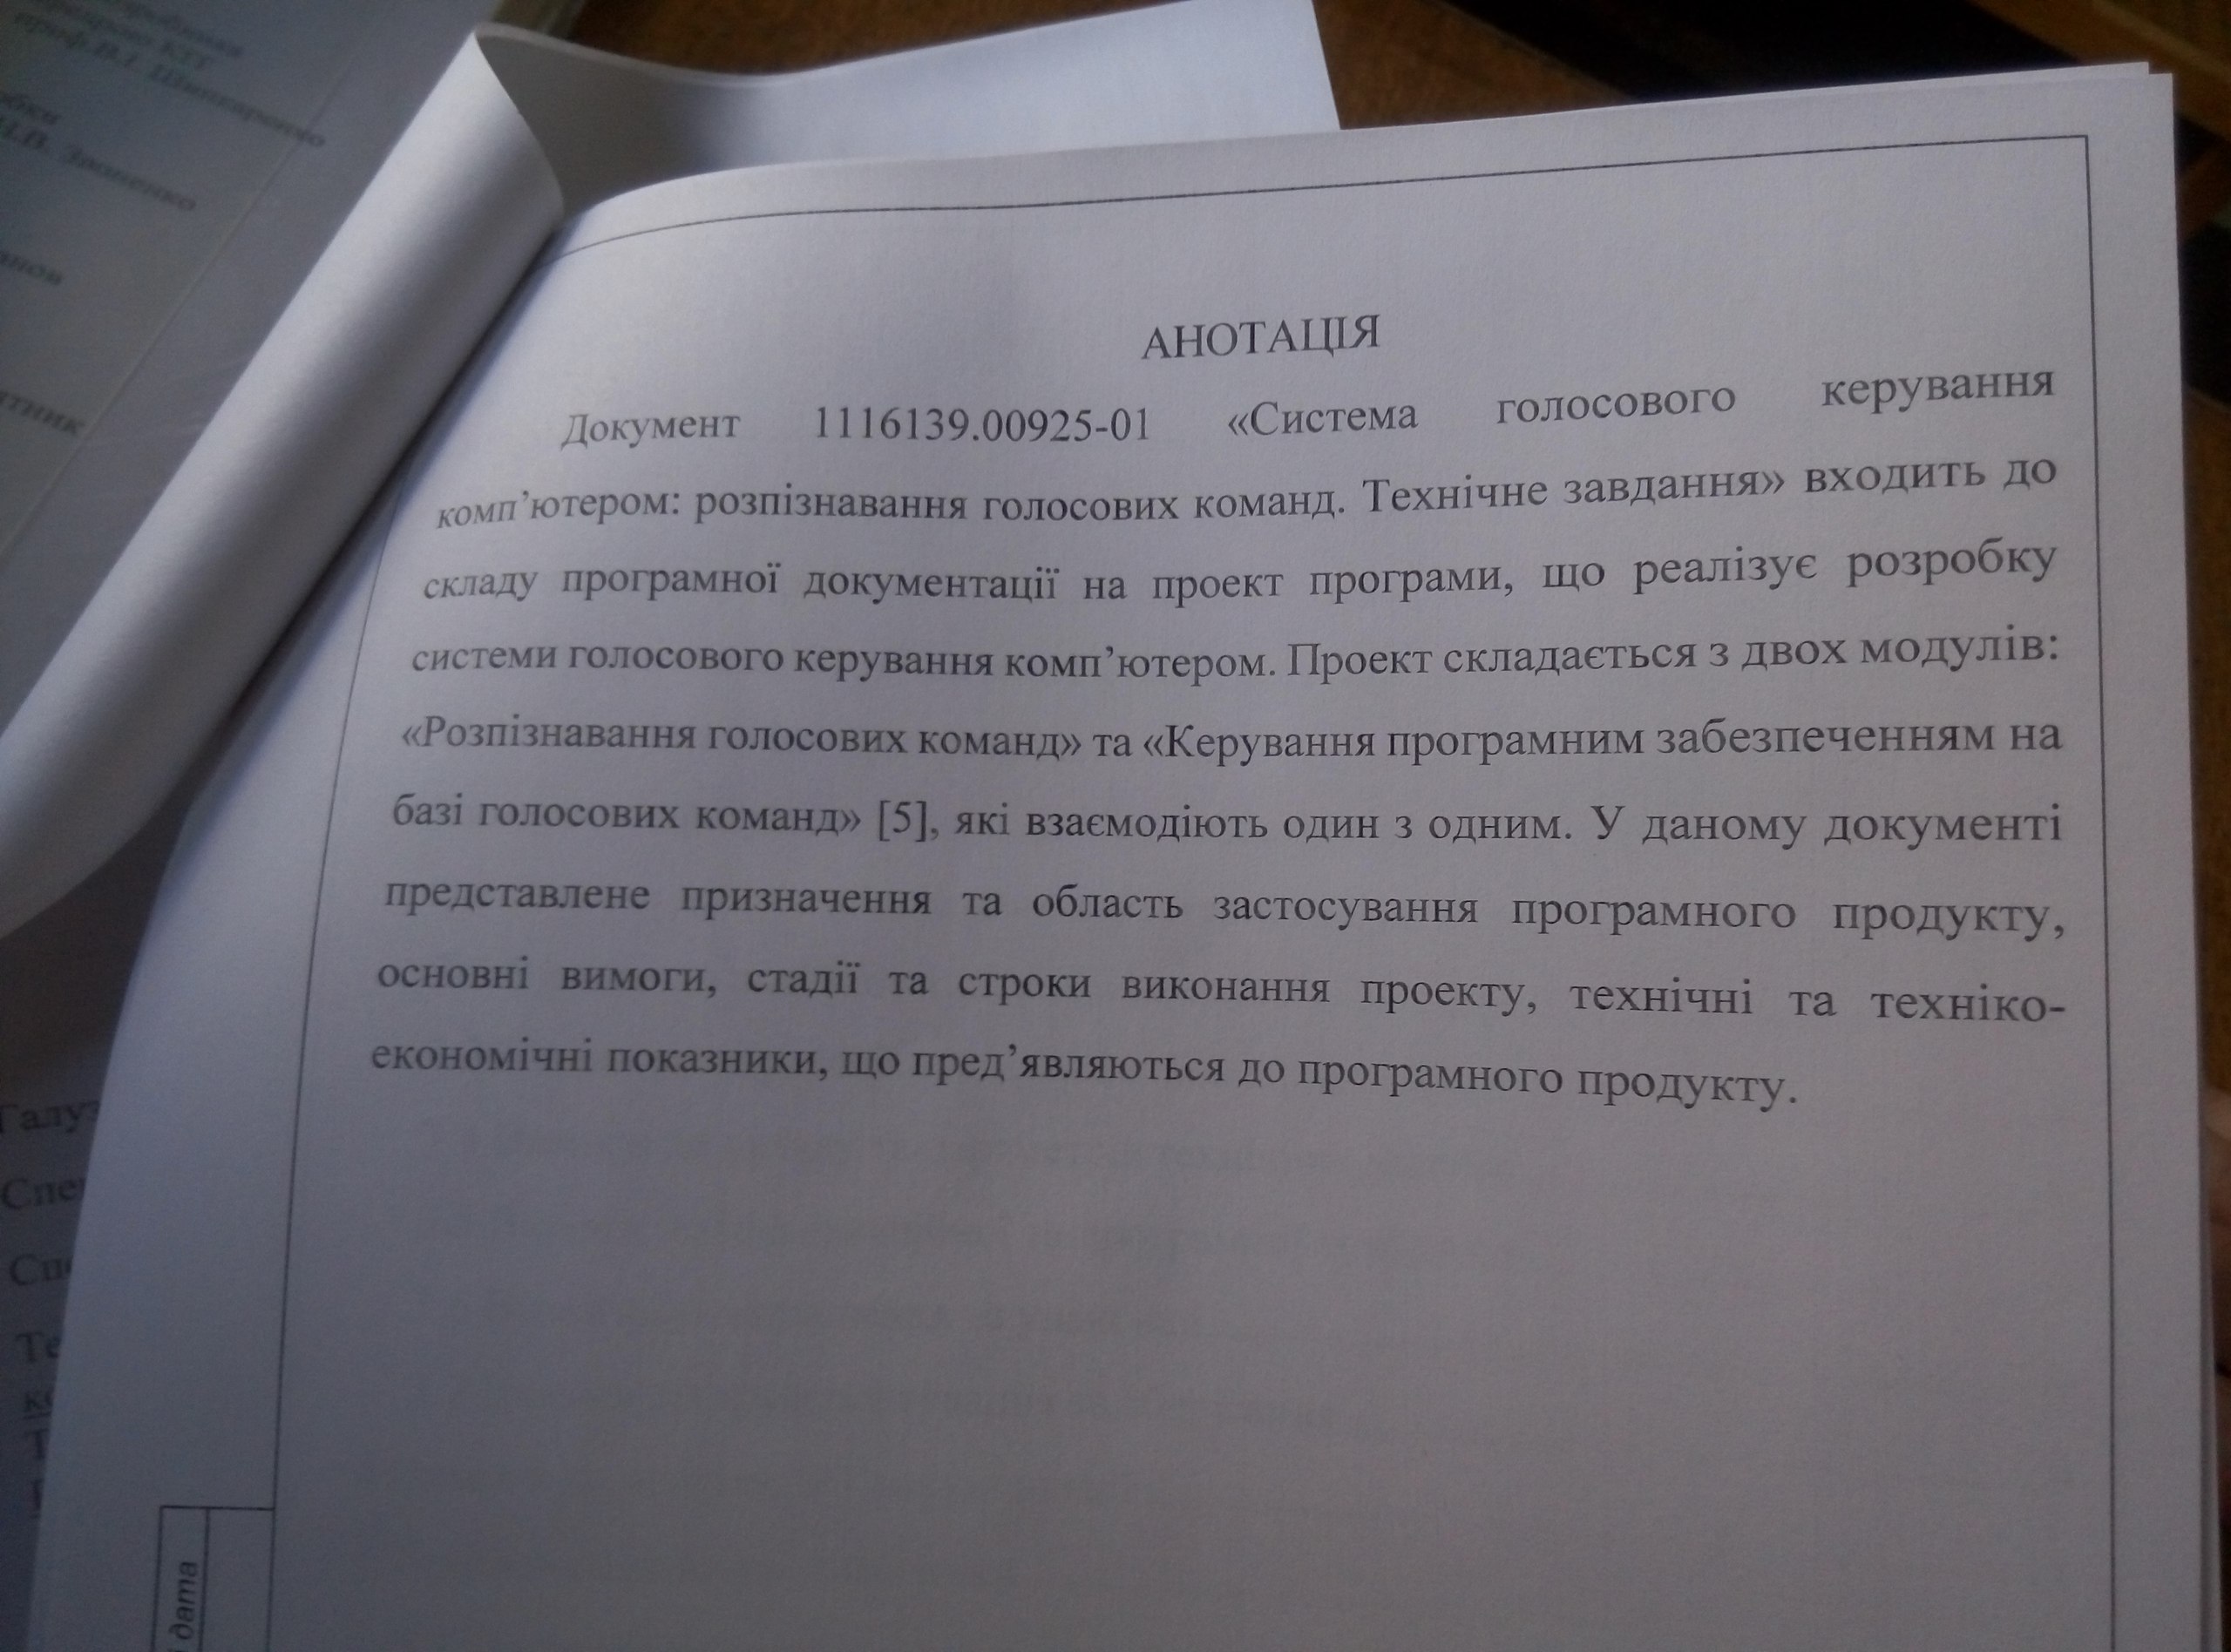 АНОТАЦІЯ
Документ 1116139.00925-01 «Система голосового керування
комп’ютером: розпізнавання голосових команд. Технічне завдання» входить до
складу програмної документації на проект програми, що реалізує розробку
системи голосового керування комп’ютером. Проект складається з двох модулів:
«Розпізнавання голосових команд» та «Керування програмним забезпеченням на
базі голосових команд» [5], які взаємодіють один з одним. У даному документі
представлене призначення та область застосування програмного продукту,
основні вимоги, стадії та строки виконання проекту, технічні та техніко-
економічні показники, що пред’являються до програмного продукту.
дата